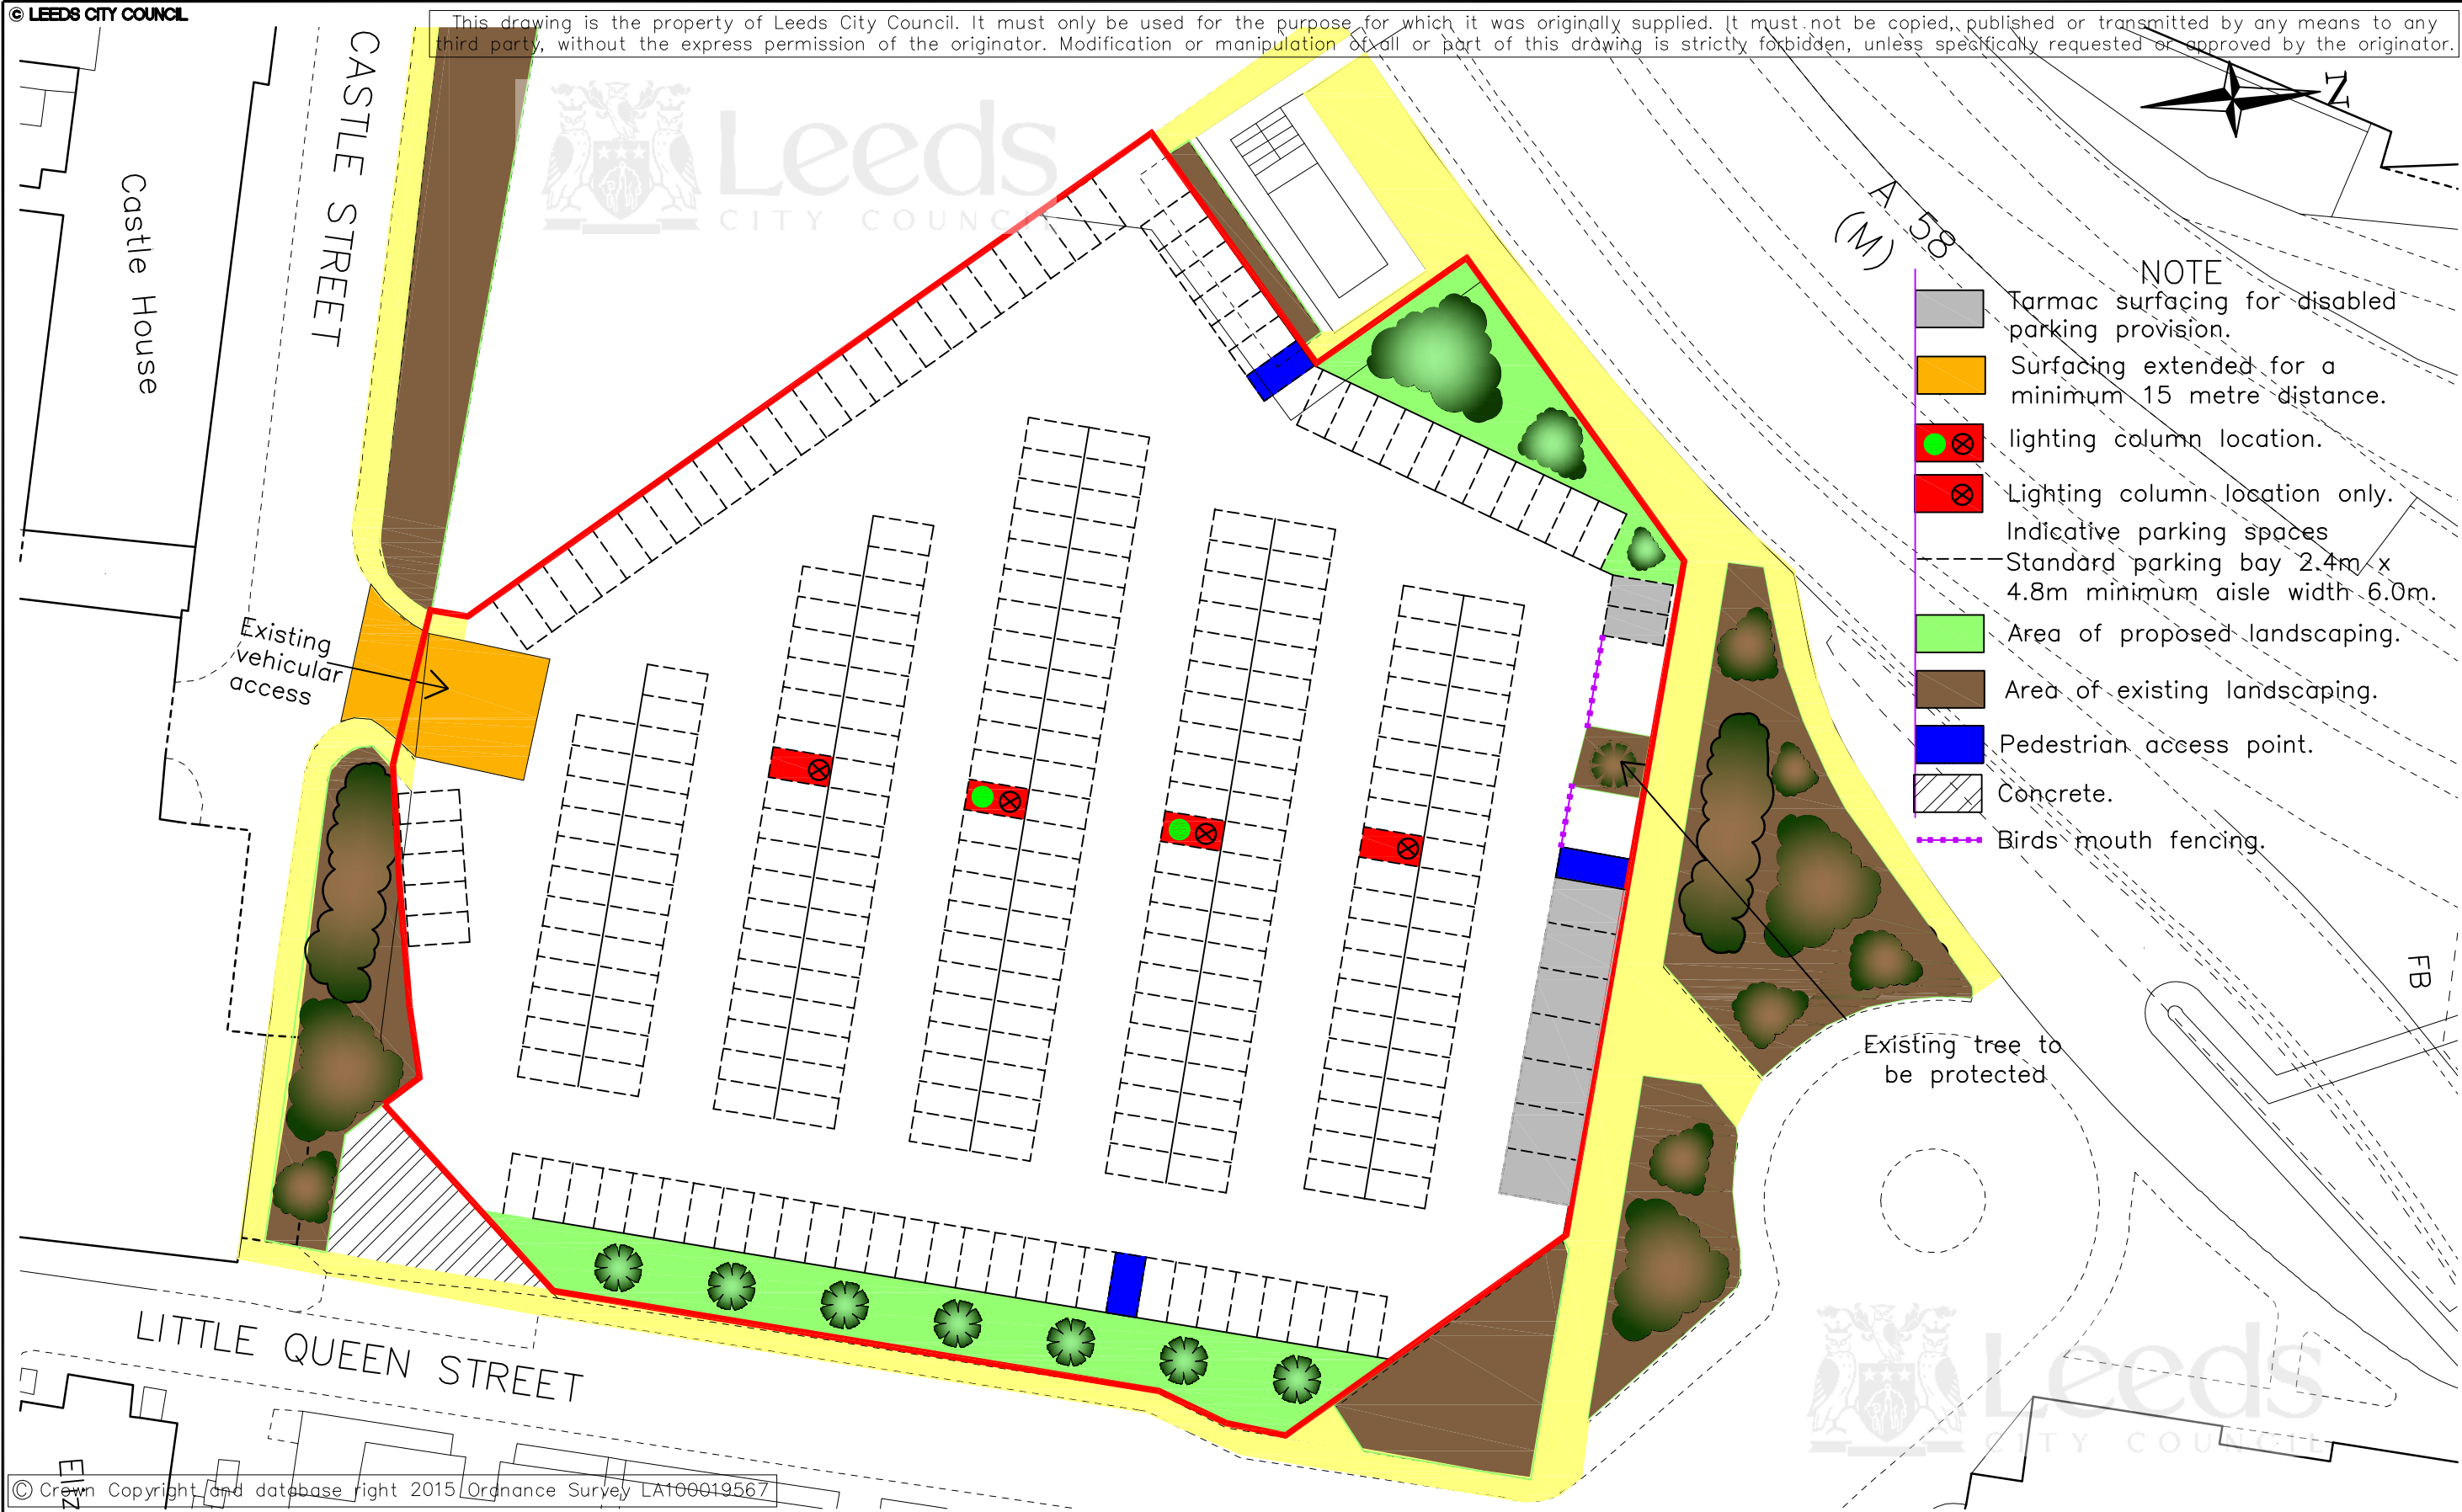 © LEEDS CITY COUNCIL
This drawing is the property of Leeds City Council. It must only be used for the purpose for which it was originally supplied. It must not be copied, published or transmitted by any means to any
third party, without the express permission of the originator. Modification or manipulation of all or part of this drawing is strictly forbidden, unless specifically requested or approved by the originator.
CASTLE STREET
Castle House
Leeds
CITY COUNCIL
N
A 58
(M)
NOTE
Tarmac surfacing for disabled
parking provision.
Surfacing extended for a
minimum 15 metre distance.
lighting column location.
Lighting column location only.
Indicative parking spaces
Standard parking bay 2.4m x
4.8m minimum aisle width 6.0m.
Area of proposed landscaping.
Area of existing landscaping.
Pedestrian access point.
Concrete.
Birds mouth fencing.
Existing
vehicular
access
FB
Existing tree to
be protected
LITTLE QUEEN STREET
Leeds
CITY COUNCIL
© Crown Copyright and database right 2015 Ordnance Survey LA100019567